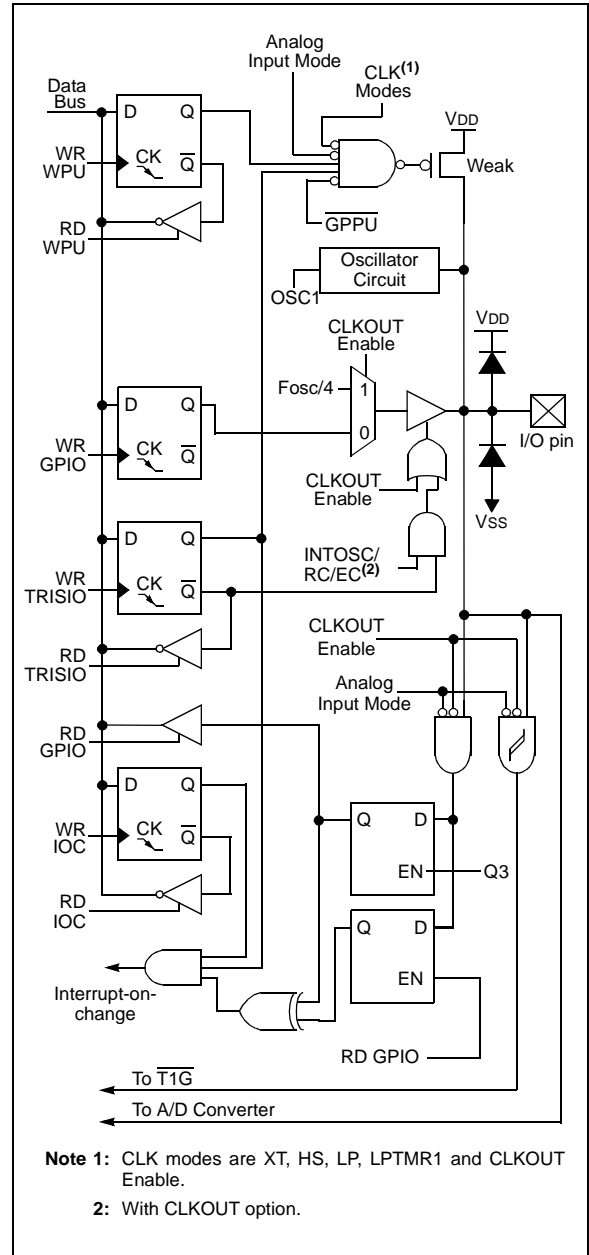 Analog
Input Mode
CLK(1)
Modes
Data
Bus
D Q
VDD
WR
WPU
CK
Q
Weak
RD
WPU
GPPU
Oscillator
Circuit
OSC1
CLKOUT
Enable
VDD
Fosc/4
1
D Q
0
I/O pin
WR
GPIO
CK
Q
CLKOUT
Enable
VSS
D Q
INTOSC/
RC/EC(2)
WR
TRISIO
CK
Q
CLKOUT
Enable
RD
TRISIO
Analog
Input Mode
RD
GPIO
D Q
WR
IOC
CK
Q
Q D
EN
Q3
RD
IOC
Q D
EN
Interrupt-on-
change
RD GPIO
To T1G
To A/D Converter
Note 1: CLK modes are XT, HS, LP, LPTMR1 and CLKOUT
Enable.
2: With CLKOUT option.